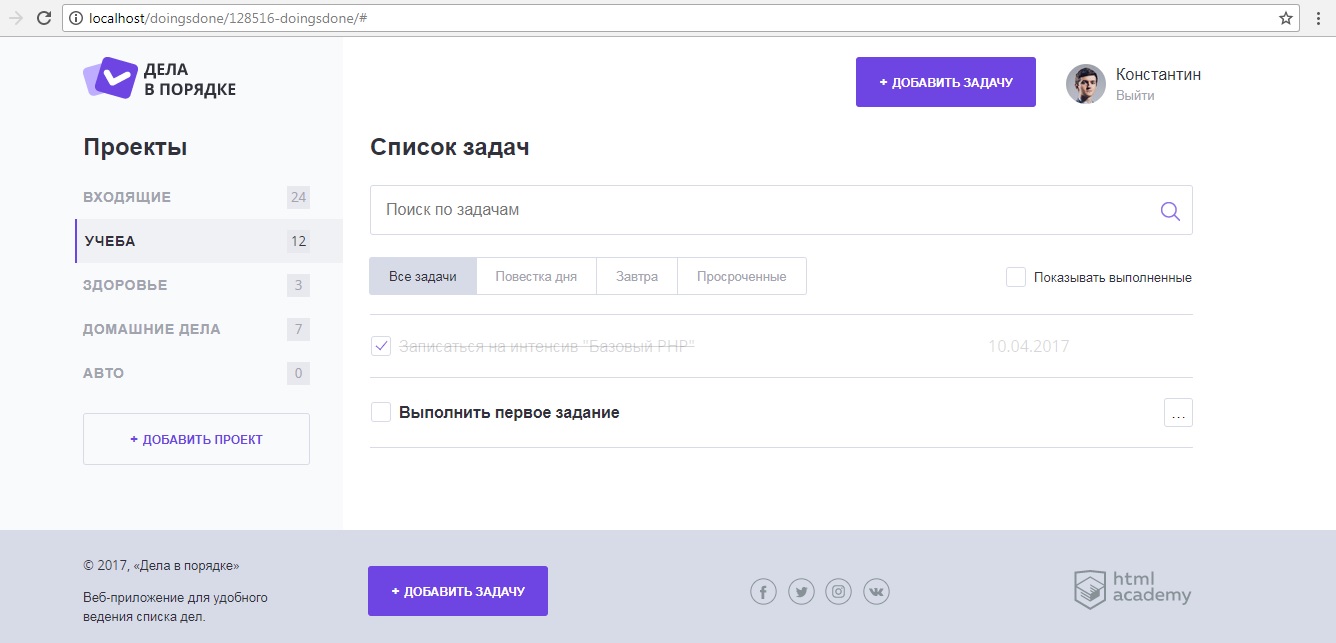 localhost/doingsdone/128516-doingsdone/#
ДЕЛА
В ПОРЯДКЕ
+ ДОБАВИТЬ ЗАДАЧУ
Константин
Выйти
Проекты
ВХОДЯЩИЕ 24
УЧЕБА 12
ЗДОРОВЬЕ 3
ДОМАШНИЕ ДЕЛА 7
АВТО 0
+ ДОБАВИТЬ ПРОЕКТ
Список задач
Поиск по задачам
Все задачи Повестка дня Завтра Просроченные Показывать выполненные
Записаться на интенсив "Базовый PHP" 10.04.2017
Выполнить первое задание ...
© 2017, «Дела в порядке»
Веб-приложение для удобного
ведения списка дел.
+ ДОБАВИТЬ ЗАДАЧУ
html
academy